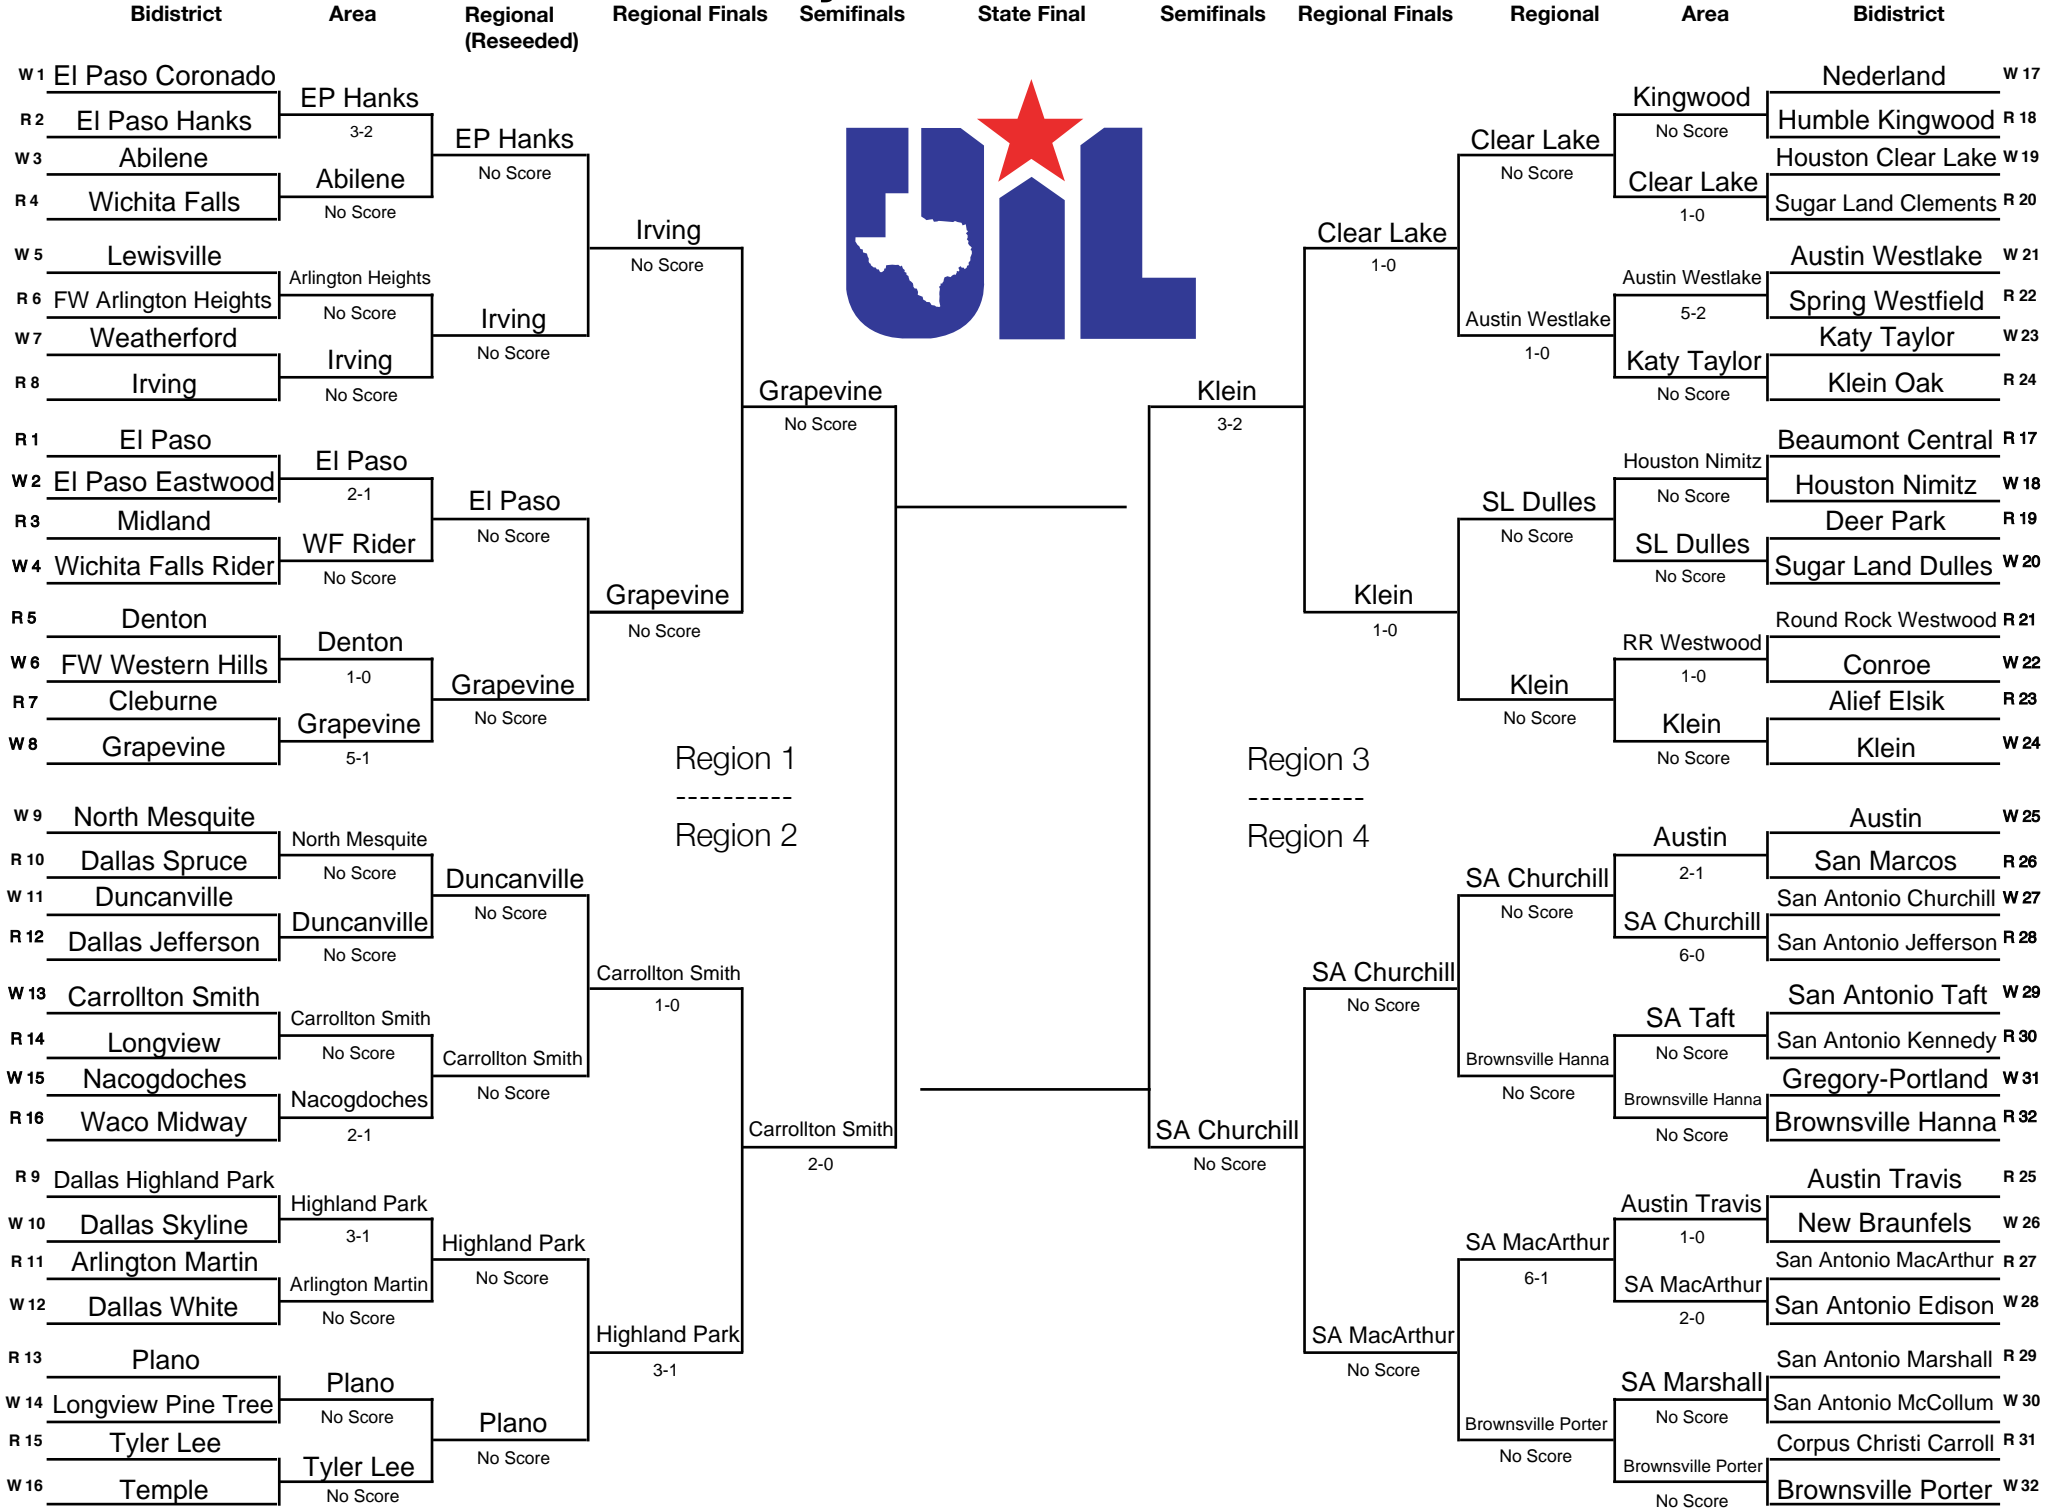 Bidistrict Area Regional Regional Finals Semifinals State Final Semifinals Regional Finals Regional Area Bidistrict
(Reseeded)
W 1 El Paso Coronado
EP Hanks
R 2 El Paso Hanks
3-2
EP Hanks
No Score
W 3 Abilene
Abilene
R 4 Wichita Falls
No Score
Irving
No Score
W 5 Lewisville
Arlington Heights
R 6 FW Arlington Heights
No Score
Irving
No Score
W 7 Weatherford
Irving
R 8 Irving
No Score
Grapevine
No Score
R 1 El Paso
El Paso
W 2 El Paso Eastwood
2-1
El Paso
No Score
R 3 Midland
WF Rider
W 4 Wichita Falls Rider
No Score
Grapevine
No Score
R 5 Denton
Denton
W 6 FW Western Hills
1-0
Grapevine
No Score
R 7 Cleburne
Grapevine
W 8 Grapevine
5-1
Region 1
----------
Region 2
W 9 North Mesquite
North Mesquite
R 10 Dallas Spruce
No Score
Duncanville
No Score
W 11 Duncanville
Duncanville
R 12 Dallas Jefferson
No Score
Carrollton Smith
1-0
W 13 Carrollton Smith
Carrollton Smith
R 14 Longview
No Score
Carrollton Smith
No Score
W 15 Nacogdoches
Nacogdoches
R 16 Waco Midway
2-1
Carrollton Smith
2-0
R 9 Dallas Highland Park
Highland Park
W 10 Dallas Skyline
3-1
Highland Park
No Score
R 11 Arlington Martin
Arlington Martin
W 12 Dallas White
No Score
Highland Park
3-1
R 13 Plano
Plano
W 14 Longview Pine Tree
No Score
Plano
No Score
R 15 Tyler Lee
Tyler Lee
W 16 Temple
No Score
UIL
Nederland W 17
Kingwood
Humble Kingwood R 18
No Score
Clear Lake
No Score
Houston Clear Lake W 19
Clear Lake
Sugar Land Clements R 20
1-0
Clear Lake
1-0
Austin Westlake W 21
Austin Westlake
Spring Westfield R 22
5-2
Austin Westlake
1-0
Katy Taylor W 23
Katy Taylor
Klein Oak R 24
No Score
Klein
3-2
Beaumont Central R 17
Houston Nimitz
Houston Nimitz W 18
No Score
SL Dulles
No Score
Deer Park R 19
SL Dulles
Sugar Land Dulles W 20
No Score
Klein
1-0
Round Rock Westwood R 21
RR Westwood
Conroe W 22
1-0
Klein
No Score
Alief Elsik R 23
Klein
Klein W 24
No Score
Region 3
----------
Region 4
Austin W 25
Austin
San Marcos R 26
2-1
SA Churchill
No Score
San Antonio Churchill W 27
SA Churchill
San Antonio Jefferson R 28
6-0
SA Churchill
No Score
San Antonio Taft W 29
SA Taft
San Antonio Kennedy R 30
No Score
Brownsville Hanna
No Score
Gregory-Portland W 31
Brownsville Hanna
Brownsville Hanna R 32
No Score
SA Churchill
No Score
Austin Travis R 25
Austin Travis
New Braunfels W 26
1-0
SA MacArthur
6-1
San Antonio MacArthur R 27
SA MacArthur
San Antonio Edison W 28
2-0
SA MacArthur
No Score
San Antonio Marshall R 29
SA Marshall
San Antonio McCollum W 30
No Score
Brownsville Porter
No Score
Corpus Christi Carroll R 31
Brownsville Porter
Brownsville Porter W 32
No Score